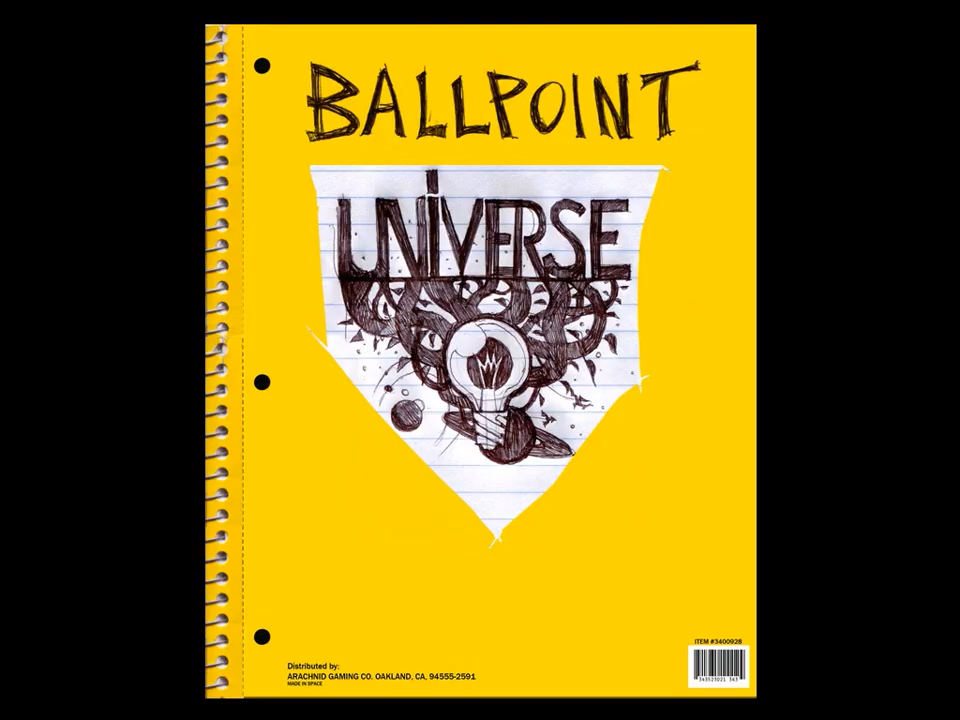 BALLPOINT
UNiVERSE
ITEM #3400928
Distributed by:
ARACHNID GAMING CO. OAKLAND, CA, 94555-2591
MADE IN SPACE